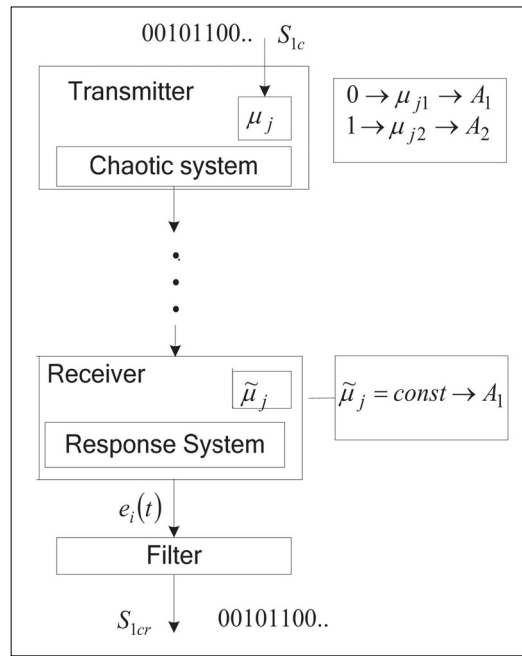 00101100.. S₁c
Transmitter
μⱼ
Chaotic system
0 → μⱼ₁ → A₁
1 → μⱼ₂ → A₂
Receiver
μ̃ⱼ
Response System
μ̃ⱼ = const → A₁
eᵢ(t)
Filter
S₁cr 00101100..